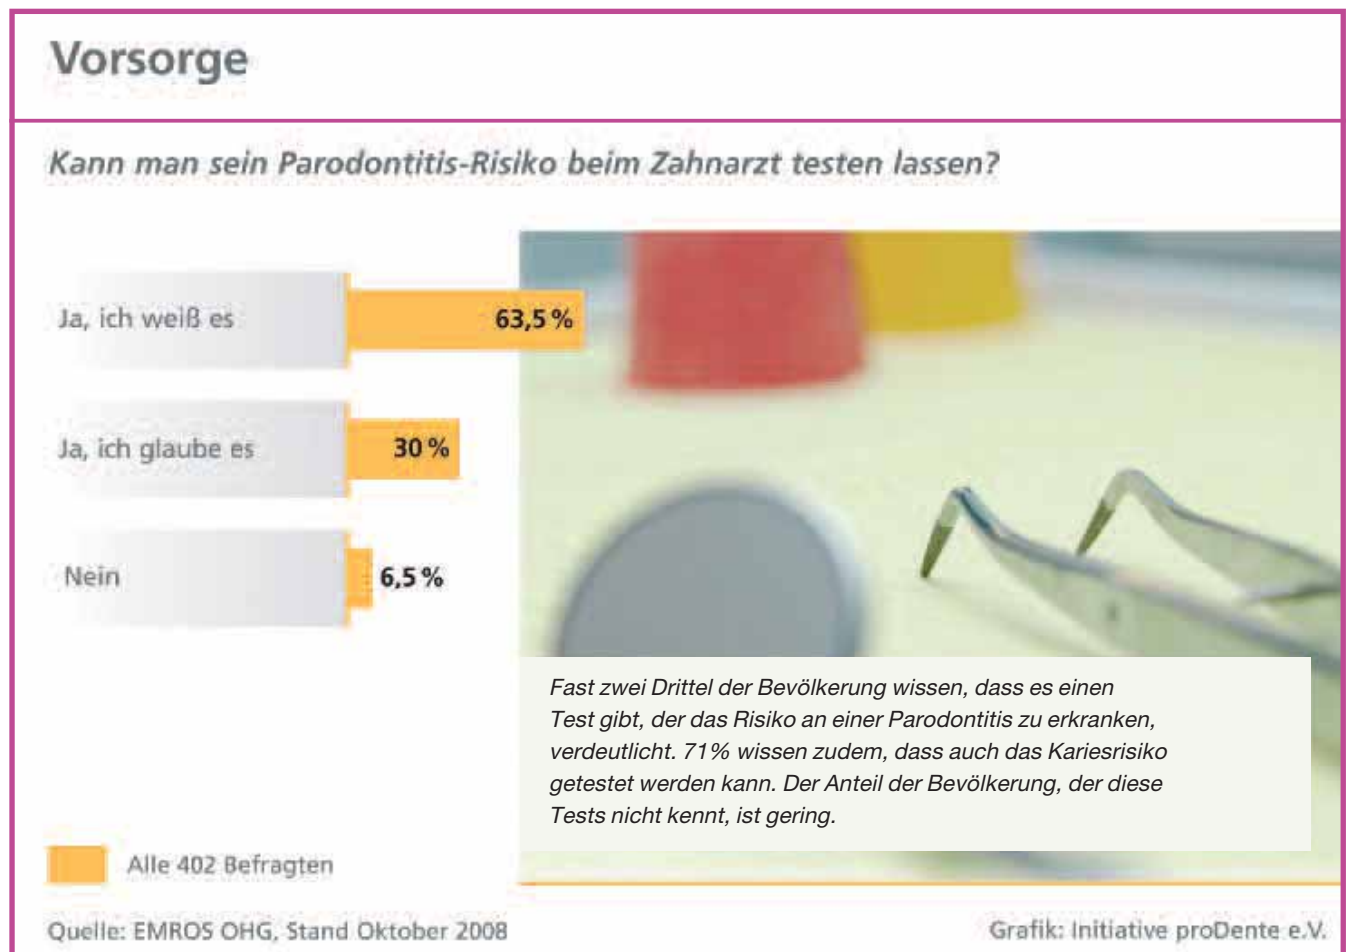 Vorsorge
Kann man sein Parodontitis-Risiko beim Zahnarzt testen lassen?
Ja, ich weiß es
63,5 %
Ja, ich glaube es
30 %
Nein
6,5 %
Fast zwei Drittel der Bevölkerung wissen, dass es einen
Test gibt, der das Risiko an einer Parodontitis zu erkranken,
verdeutlicht. 71% wissen zudem, dass auch das Kariesrisiko
getestet werden kann. Der Anteil der Bevölkerung, der diese
Tests nicht kennt, ist gering.
Alle 402 Befragten
Quelle: EMROS OHG, Stand Oktober 2008
Grafik: Initiative proDente e.V.